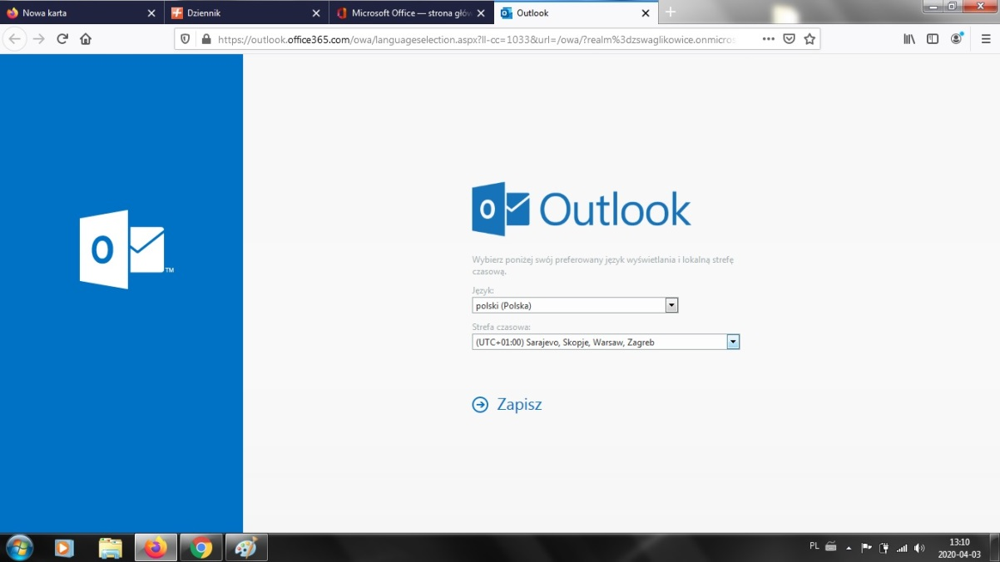 Nowa karta
Dziennik
Microsoft Office — strona głów
Outlook
https://outlook.office365.com/owa/languageselection.aspx?ll-cc=1033&url=/owa/?realm%3dzswaglikowice.onmicros
O
TM
O Outlook
Wybierz poniżej swój preferowany język wyświetlania i lokalną strefę
czasową.
Język:
polski (Polska)
Strefa czasowa:
(UTC+01:00) Sarajevo, Skopje, Warsaw, Zagreb
Zapisz
PL
13:10
2020-04-03